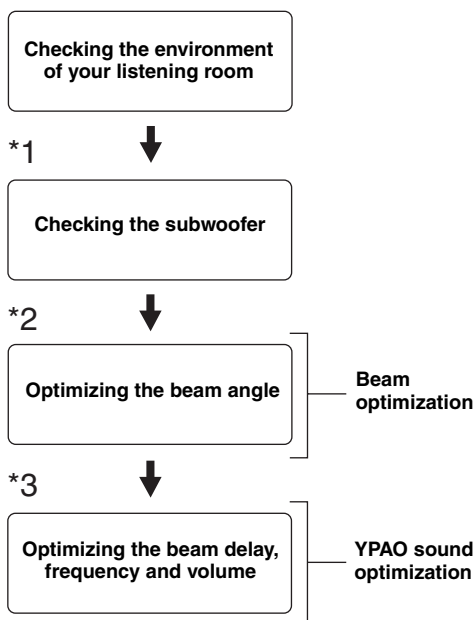 Checking the environment
of your listening room
*1
Checking the subwoofer
*2
Optimizing the beam angle
Beam
optimization
*3
Optimizing the beam delay,
frequency and volume
YPAO sound
optimization